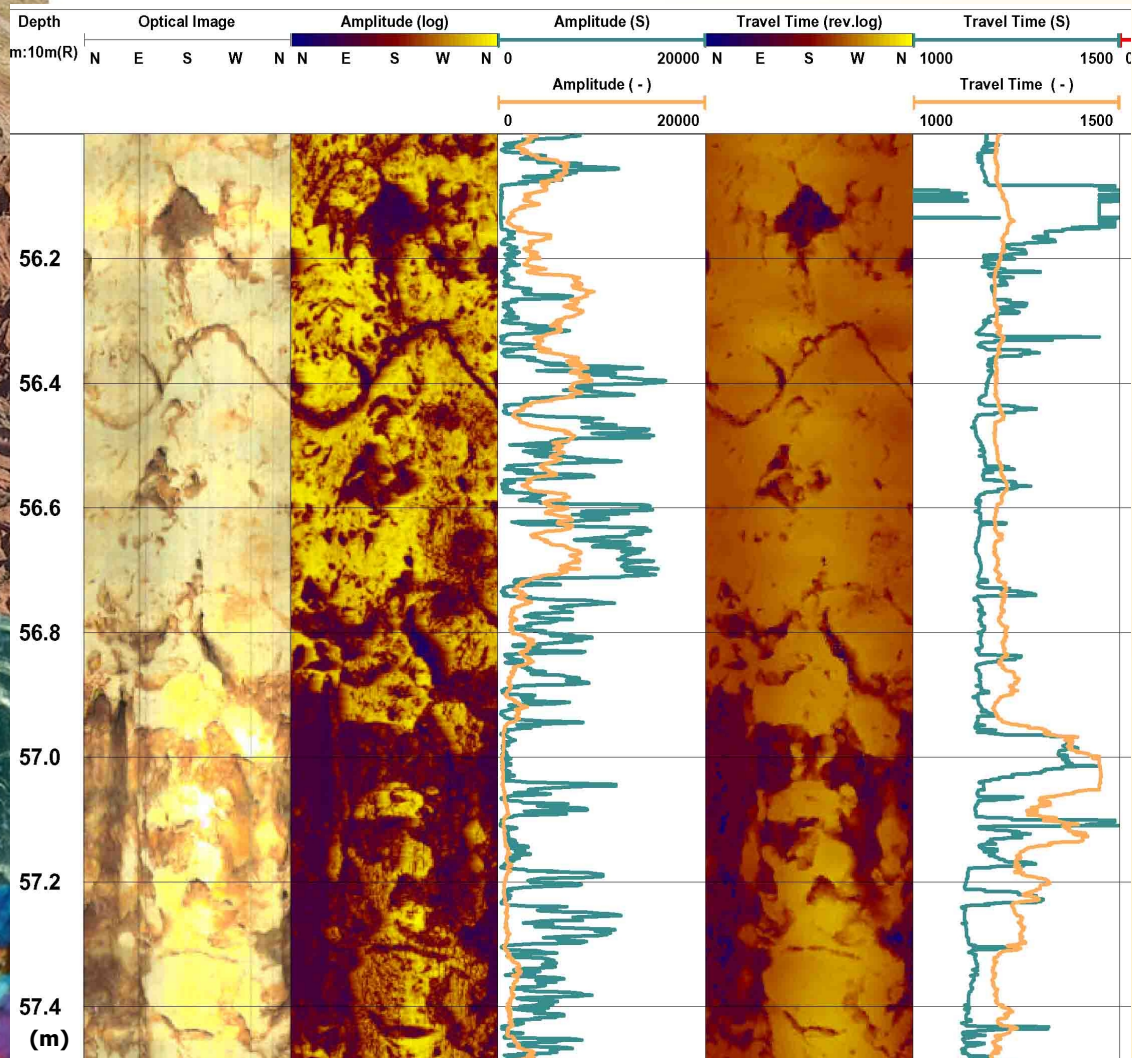 Depth Optical Image Amplitude (log) Amplitude (S) Travel Time (rev.log) Travel Time (S)
m:10m(R) N E S W N N E S W N 0 20000 N E S W N 1000 1500 0
Amplitude ( - ) Travel Time ( - )
0 20000 1000 1500
56.2
56.4
56.6
56.8
57.0
57.2
57.4
(m)